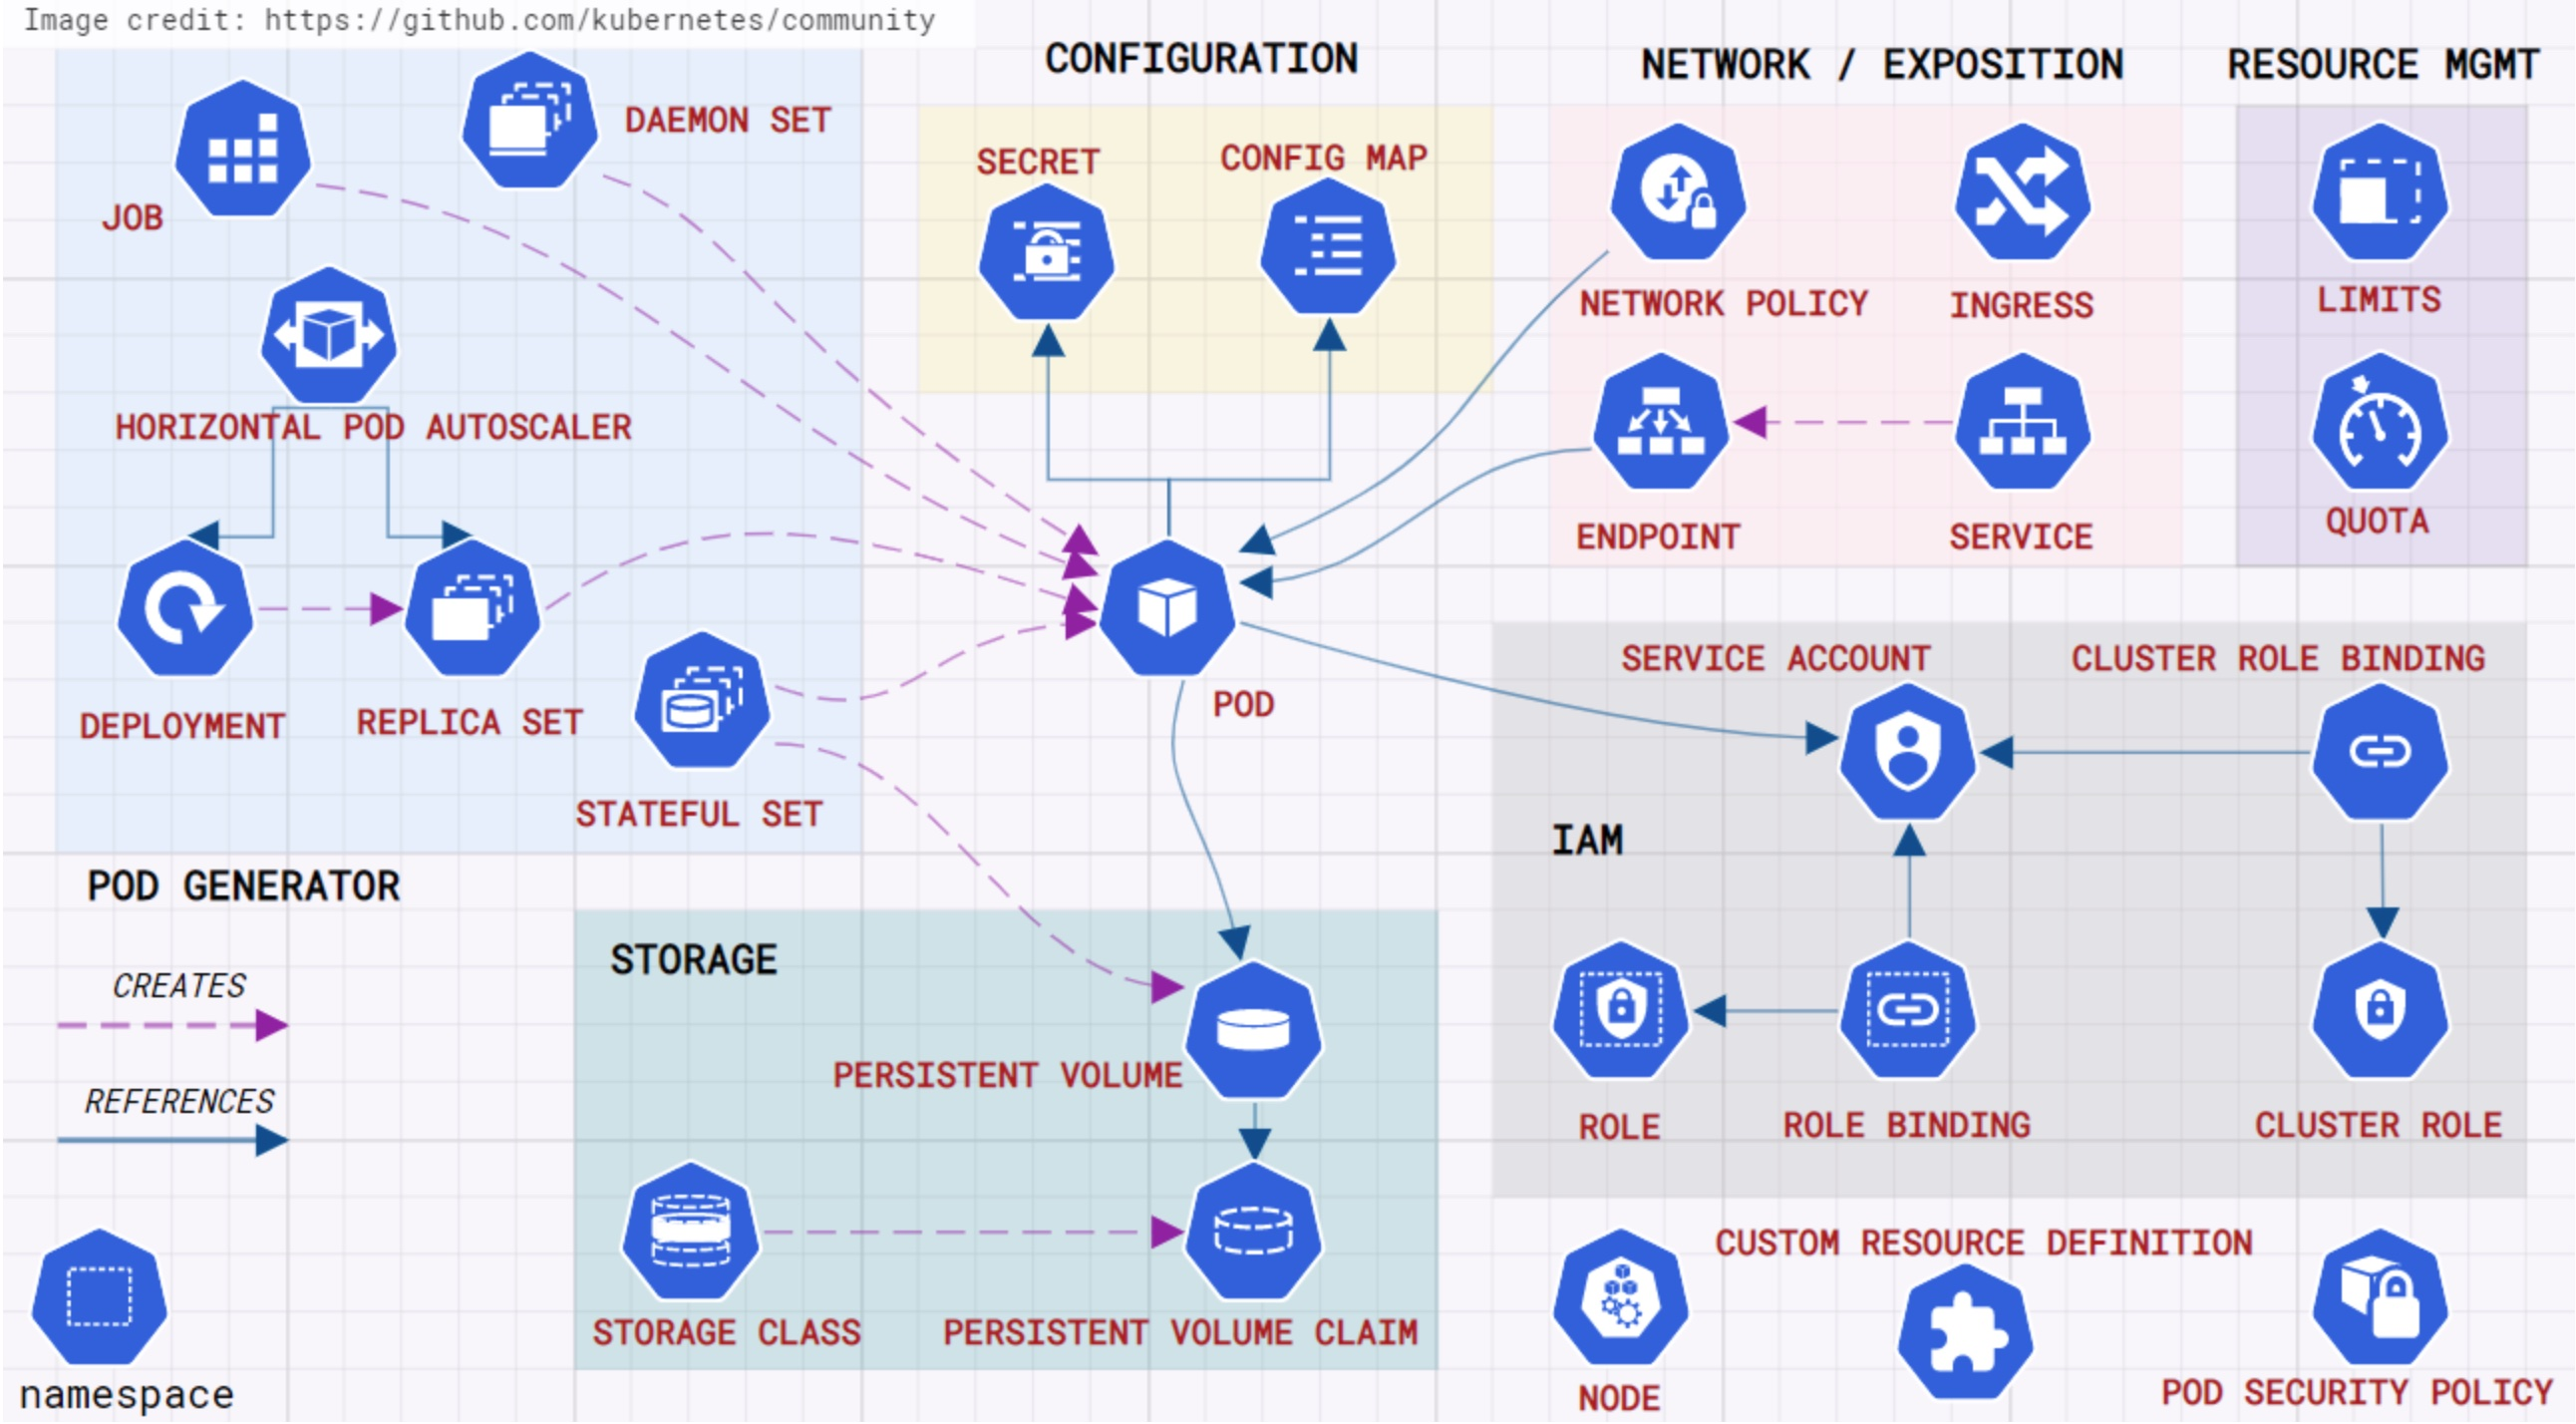 Image credit: https://github.com/kubernetes/community
CONFIGURATION
NETWORK / EXPOSITION
RESOURCE MGMT
DAEMON SET
JOB
SECRET
CONFIG MAP
NETWORK POLICY
INGRESS
LIMITS
HORIZONTAL POD AUTOSCALER
ENDPOINT
SERVICE
QUOTA
DEPLOYMENT
REPLICA SET
POD
SERVICE ACCOUNT
CLUSTER ROLE BINDING
STATEFUL SET
IAM
POD GENERATOR
STORAGE
CREATES
REFERENCES
PERSISTENT VOLUME
ROLE
ROLE BINDING
CLUSTER ROLE
STORAGE CLASS
PERSISTENT VOLUME CLAIM
CUSTOM RESOURCE DEFINITION
namespace
NODE
POD SECURITY POLICY